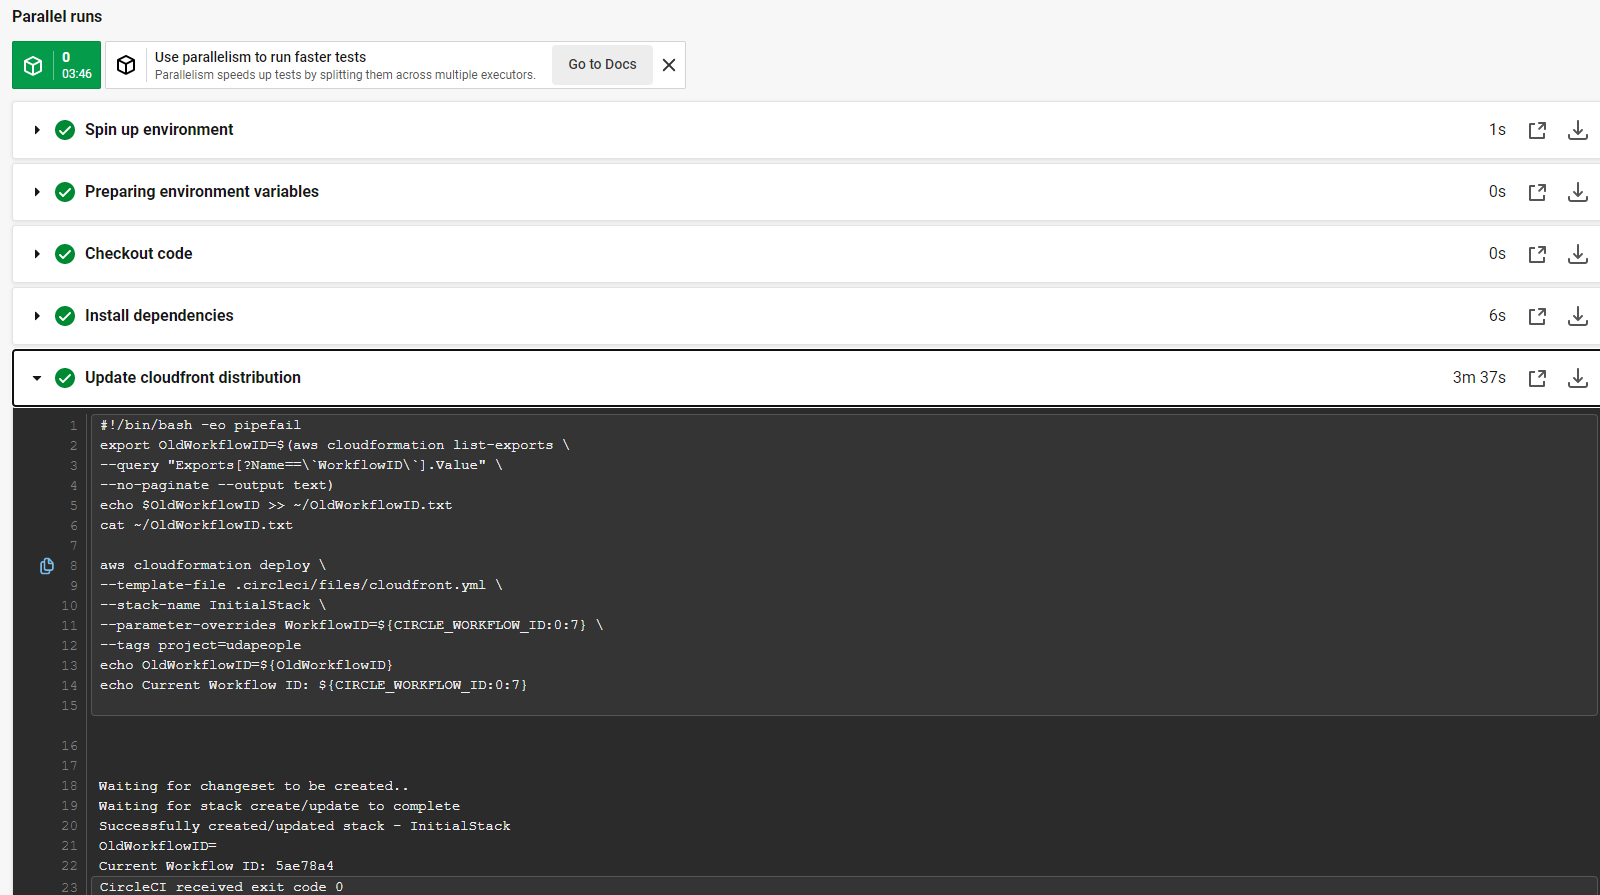 Parallel runs
0
03:46
Use parallelism to run faster tests
Parallelism speeds up tests by splitting them across multiple executors.
Go to Docs
Spin up environment
1s
Preparing environment variables
0s
Checkout code
0s
Install dependencies
6s
Update cloudfront distribution
3m 37s
1 #!/bin/bash -eo pipefail
2 export OldWorkflowID=$(aws cloudformation list-exports \
3 --query "Exports[?Name==\`WorkflowID\`].Value" \
4 --no-paginate --output text)
5 echo $OldWorkflowID >> ~/OldWorkflowID.txt
6 cat ~/OldWorkflowID.txt
7
8 aws cloudformation deploy \
9 --template-file .circleci/files/cloudfront.yml \
10 --stack-name InitialStack \
11 --parameter-overrides WorkflowID=${CIRCLE_WORKFLOW_ID:0:7} \
12 --tags project=udapeople
13 echo OldWorkflowID=${OldWorkflowID}
14 echo Current Workflow ID: ${CIRCLE_WORKFLOW_ID:0:7}
15
16
17
18 Waiting for changeset to be created..
19 Waiting for stack create/update to complete
20 Successfully created/updated stack - InitialStack
21 OldWorkflowID=
22 Current Workflow ID: 5ae78a4
23 CircleCI received exit code 0